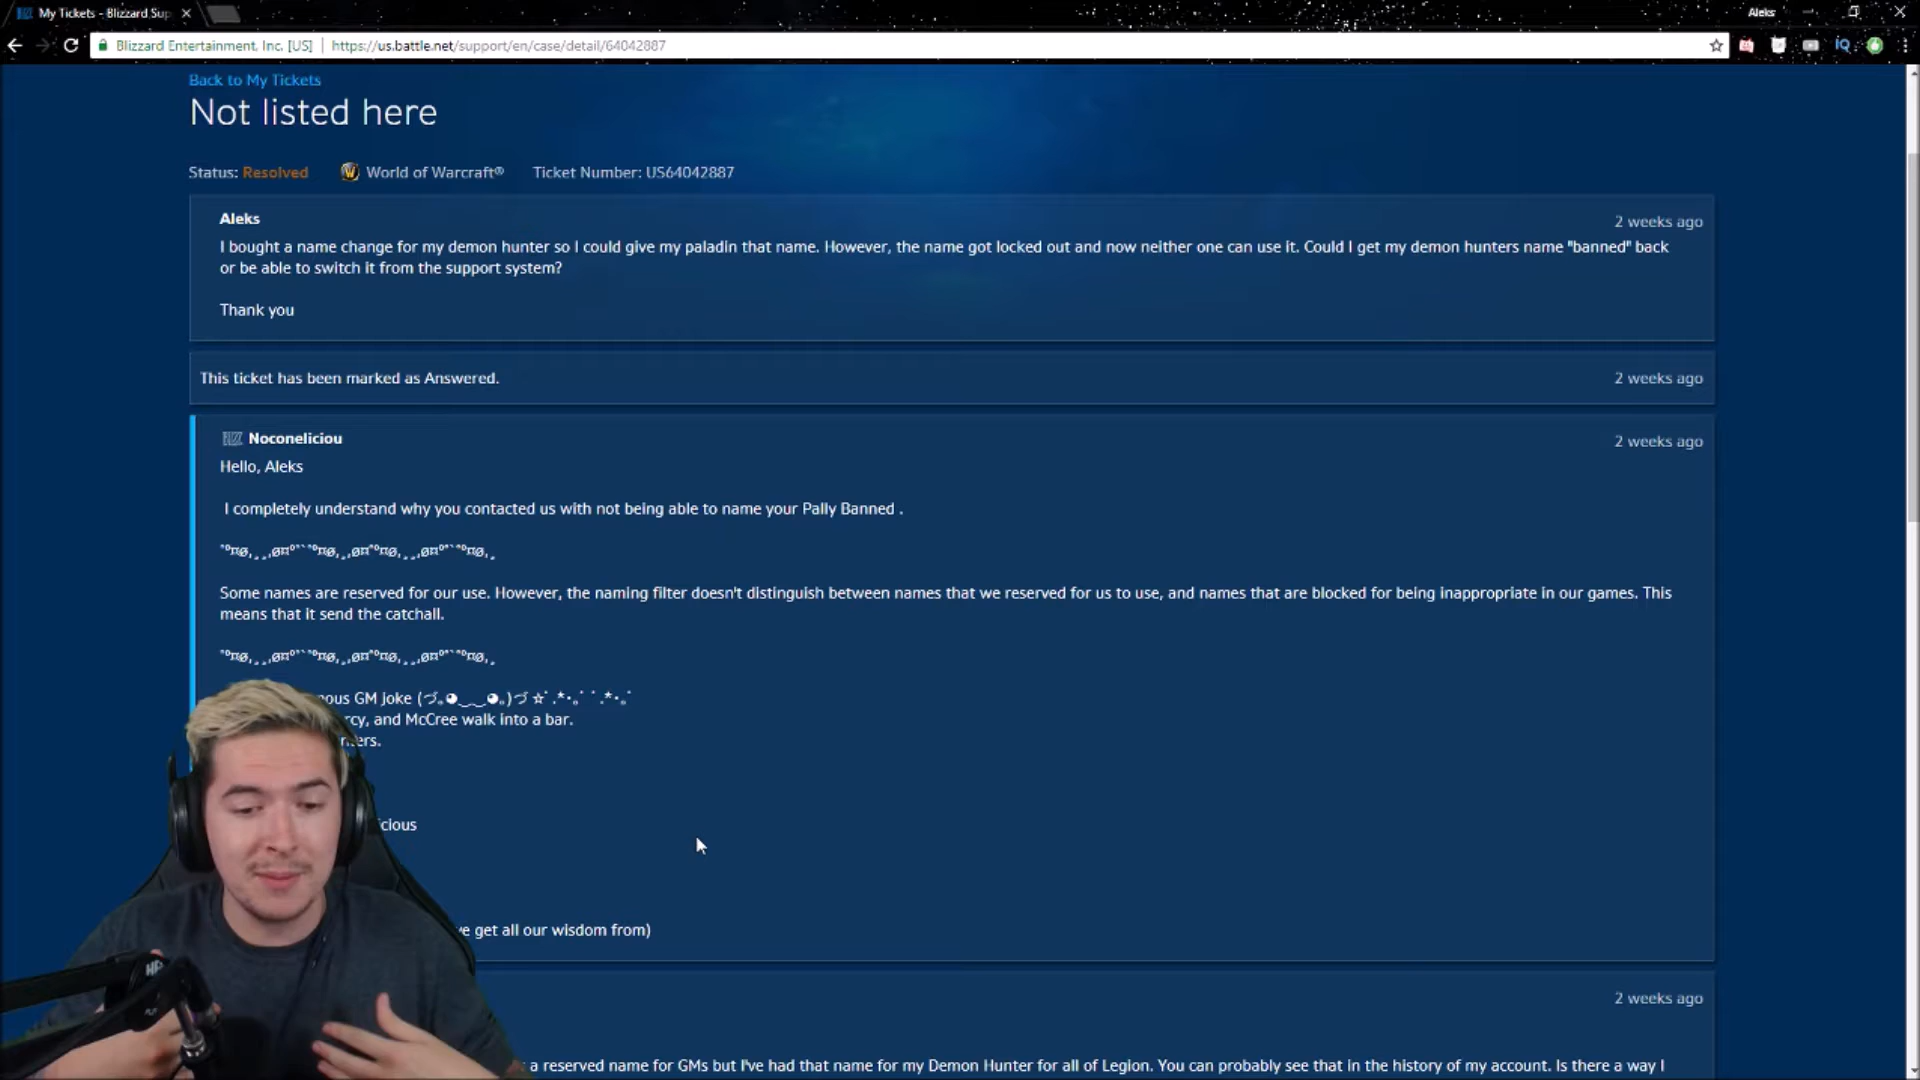 My Tickets - Blizzard Sup
Aleks
Blizzard Entertainment, Inc. [US] | https://us.battle.net/support/en/case/detail/64042887
Back to My Tickets
Not listed here
Status: Resolved World of Warcraft® Ticket Number: US64042887
Aleks 2 weeks ago
I bought a name change for my demon hunter so I could give my paladin that name. However, the name got locked out and now neither one can use it. Could I get my demon hunters name "banned" back
or be able to switch it from the support system?
Thank you
This ticket has been marked as Answered. 2 weeks ago
Noconeliciou 2 weeks ago
Hello, Aleks
I completely understand why you contacted us with not being able to name your Pally Banned .
Some names are reserved for our use. However, the naming filter doesn't distinguish between names that we reserved for us to use, and names that are blocked for being inappropriate in our games. This
means that it send the catchall.
GM joke
and McCree walk into a bar.
get all our wisdom from)
2 weeks ago
a reserved name for GMs but I've had that name for my Demon Hunter for all of Legion. You can probably see that in the history of my account. Is there a way I